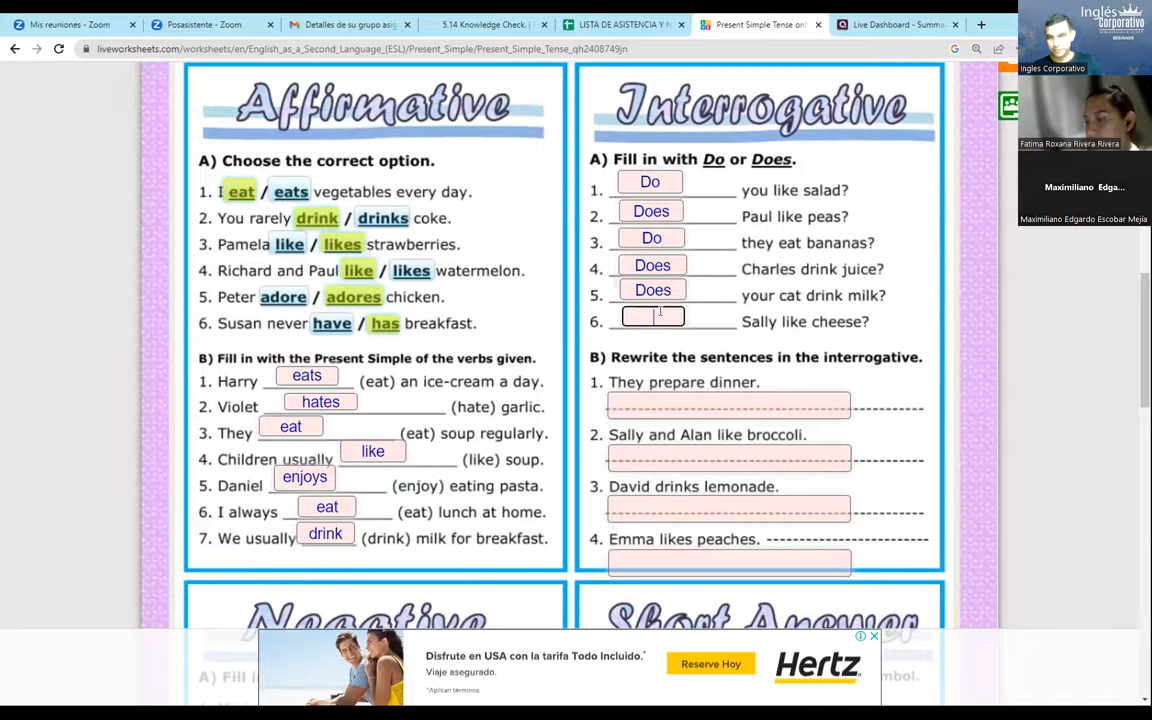 Mis reuniones - Zoom
Posasistente - Zoom
Detalles de su grupo asig
5.14 Knowledge Check. |
LISTA DE ASISTENCIA Y N
Present Simple Tense onl
Live Dashboard - Summa
liveworksheets.com/worksheets/en/English_as_a_Second_Language_(ESL)/Present_Simple/Present_Simple_Tense_qh2408749jn
Inglés
Corporativo
BEGINNER
Ingles Corporativo
Fatima Roxana Rivera Rivera
Maximiliano Edga...
Maximiliano Edgardo Escobar Mejía
Affirmative
A) Choose the correct option.
1. I eat / eats vegetables every day.
2. You rarely drink / drinks coke.
3. Pamela like / likes strawberries.
4. Richard and Paul like / likes watermelon.
5. Peter adore / adores chicken.
6. Susan never have / has breakfast.
B) Fill in with the Present Simple of the verbs given.
1. Harry eats (eat) an ice-cream a day.
2. Violet hates (hate) garlic.
3. They eat (eat) soup regularly.
4. Children usually like (like) soup.
5. Daniel enjoys (enjoy) eating pasta.
6. I always eat (eat) lunch at home.
7. We usually drink (drink) milk for breakfast.
Interrogative
A) Fill in with Do or Does.
1. Do you like salad?
2. Does Paul like peas?
3. Do they eat bananas?
4. Does Charles drink juice?
5. Does your cat drink milk?
6. Sally like cheese?
B) Rewrite the sentences in the interrogative.
1. They prepare dinner.
2. Sally and Alan like broccoli.
3. David drinks lemonade.
4. Emma likes peaches.
Negative
Short Answer
A) Fill i
mbol.
Disfrute en USA con la tarifa Todo Incluido.*
Viaje asegurado.
*Aplican términos.
Reserve Hoy
Hertz